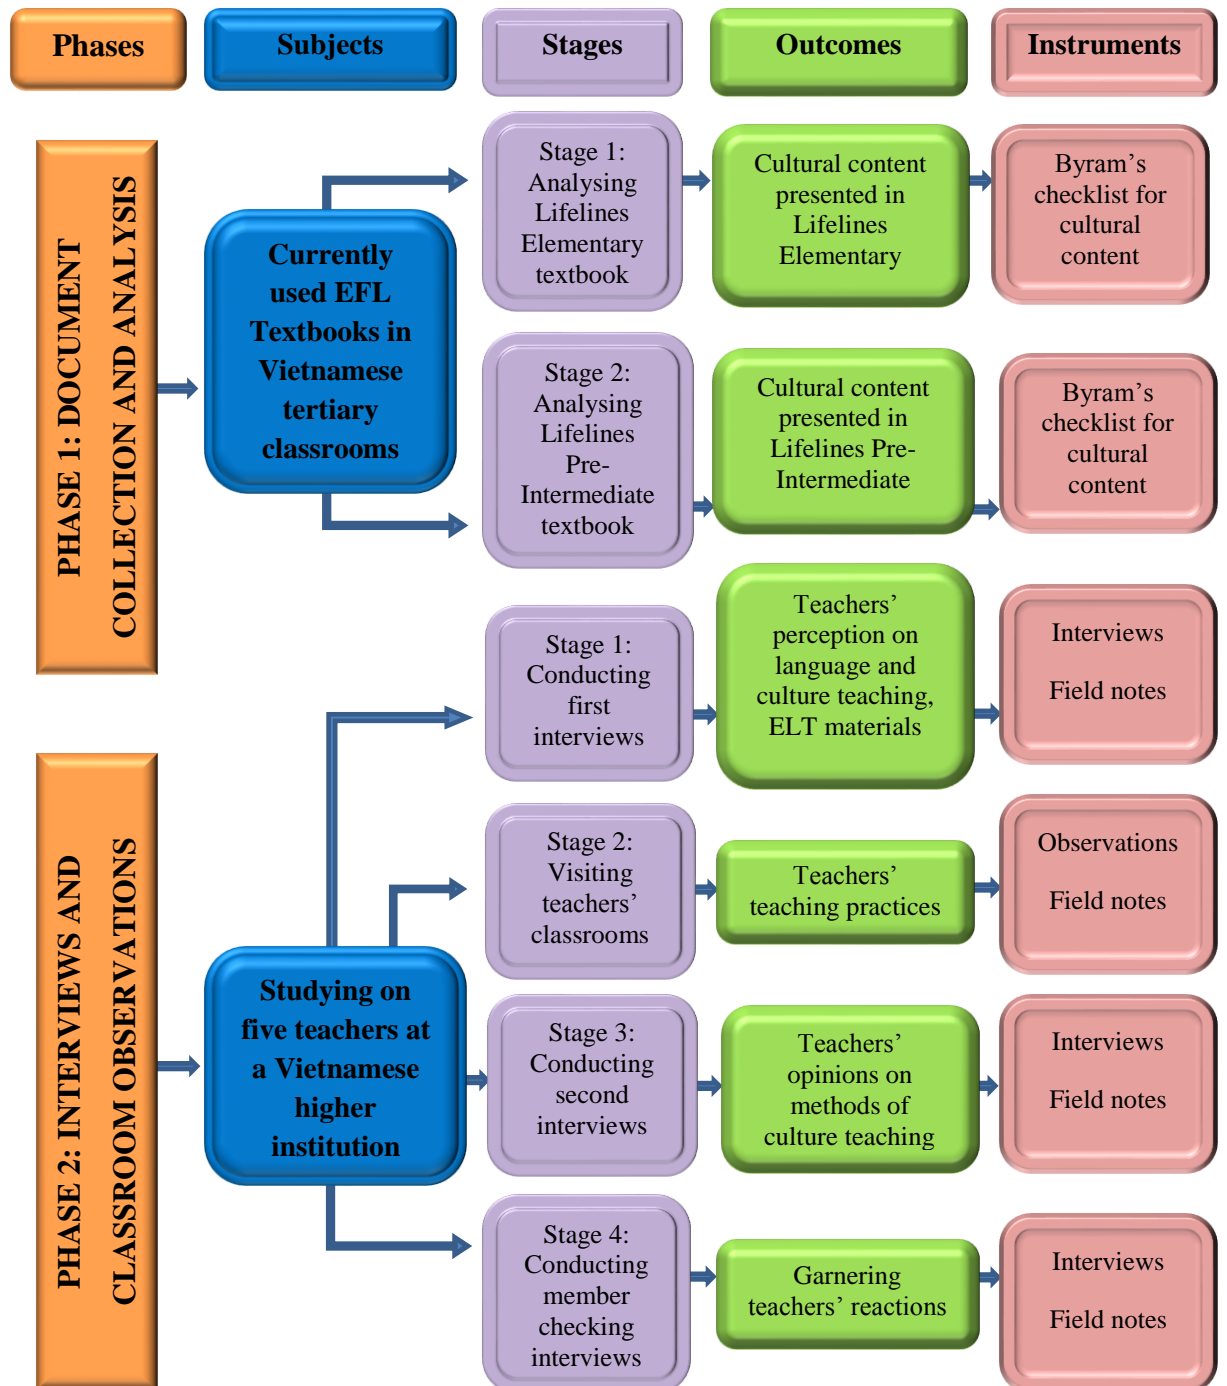 Phases
Subjects
Stages
Outcomes
Instruments
PHASE 1: DOCUMENT
COLLECTION AND ANALYSIS
Currently
used EFL
Textbooks in
Vietnamese
tertiary
classrooms
Stage 1:
Analysing
Lifelines
Elementary
textbook
Cultural content
presented in
Lifelines
Elementary
Byram’s
checklist for
cultural
content
Stage 2:
Analysing
Lifelines
Pre-
Intermediate
textbook
Cultural content
presented in
Lifelines Pre-
Intermediate
Byram’s
checklist for
cultural
content
PHASE 2: INTERVIEWS AND
CLASSROOM OBSERVATIONS
Studying on
five teachers at
a Vietnamese
higher
institution
Stage 1:
Conducting
first
interviews
Teachers’
perception on
language and
culture teaching,
ELT materials
Interviews
Field notes
Stage 2:
Visiting
teachers’
classrooms
Teachers’
teaching practices
Observations
Field notes
Stage 3:
Conducting
second
interviews
Teachers’
opinions on
methods of
culture teaching
Interviews
Field notes
Stage 4:
Conducting
member
checking
interviews
Garnering
teachers’ reactions
Interviews
Field notes